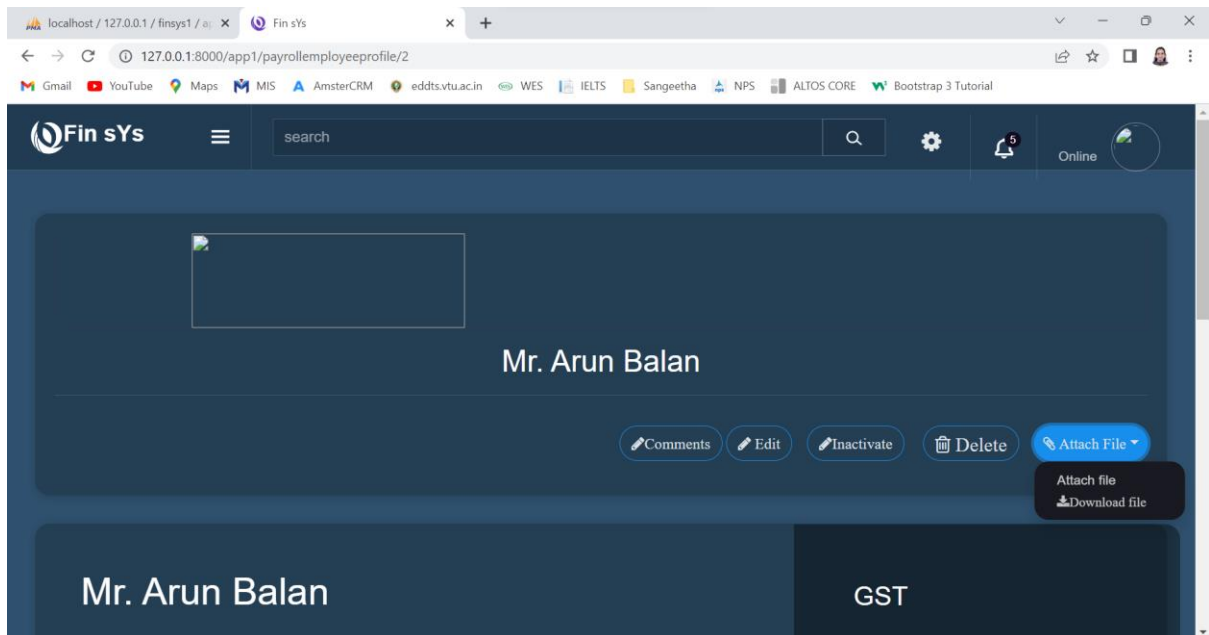 localhost / 127.0.0.1 / finsys1 / ap
Fin sYs
127.0.0.1:8000/app1/payrollemployeeprofile/2
Gmail YouTube Maps MIS AmsterCRM eddts.vtu.ac.in WES IELTS Sangeetha NPS ALTOS CORE Bootstrap 3 Tutorial
Fin sYs search 5 Online
Mr. Arun Balan
Comments Edit Inactivate Delete Attach File
Attach file
Download file
Mr. Arun Balan GST